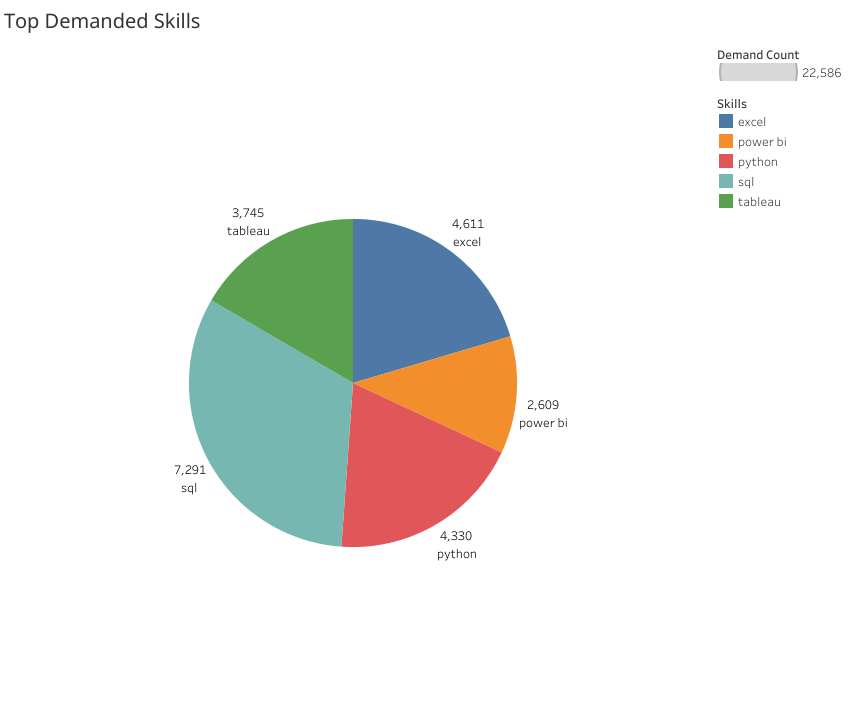 Top Demanded Skills
Demand Count
22,586
Skills
excel
power bi
python
sql
tableau
3,745
tableau
4,611
excel
2,609
power bi
7,291
sql
4,330
python